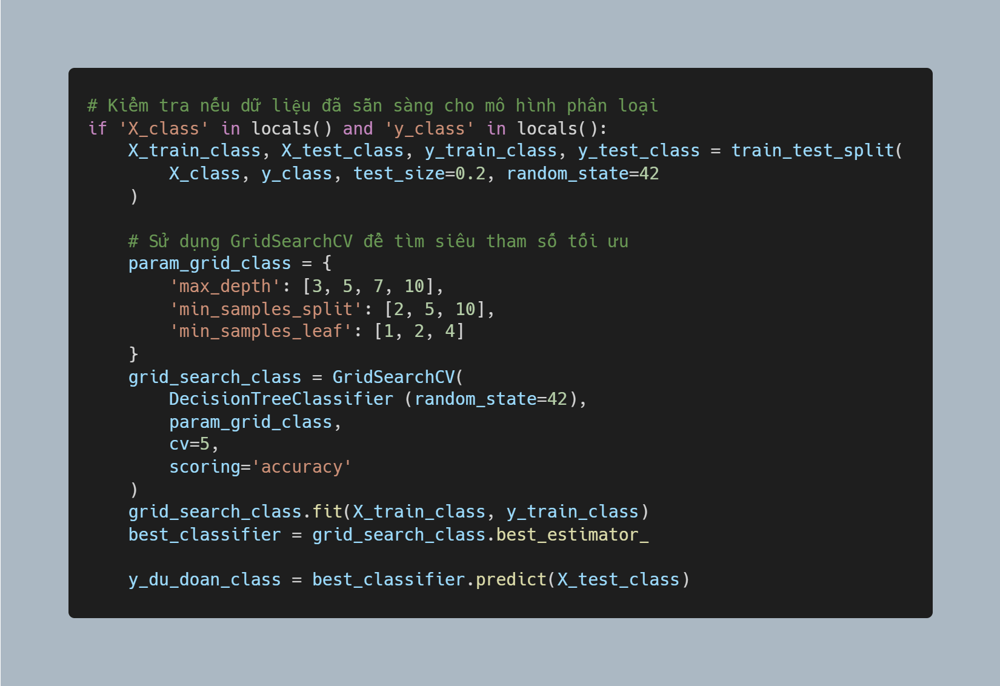 # Kiểm tra nếu dữ liệu đã sẵn sàng cho mô hình phân loại
if 'X_class' in locals() and 'y_class' in locals():
    X_train_class, X_test_class, y_train_class, y_test_class = train_test_split(
        X_class, y_class, test_size=0.2, random_state=42
    )

    # Sử dụng GridSearchCV để tìm siêu tham số tối ưu
    param_grid_class = {
        'max_depth': [3, 5, 7, 10],
        'min_samples_split': [2, 5, 10],
        'min_samples_leaf': [1, 2, 4]
    }
    grid_search_class = GridSearchCV(
        DecisionTreeClassifier (random_state=42),
        param_grid_class,
        cv=5,
        scoring='accuracy'
    )
    grid_search_class.fit(X_train_class, y_train_class)
    best_classifier = grid_search_class.best_estimator_

    y_du_doan_class = best_classifier.predict(X_test_class)